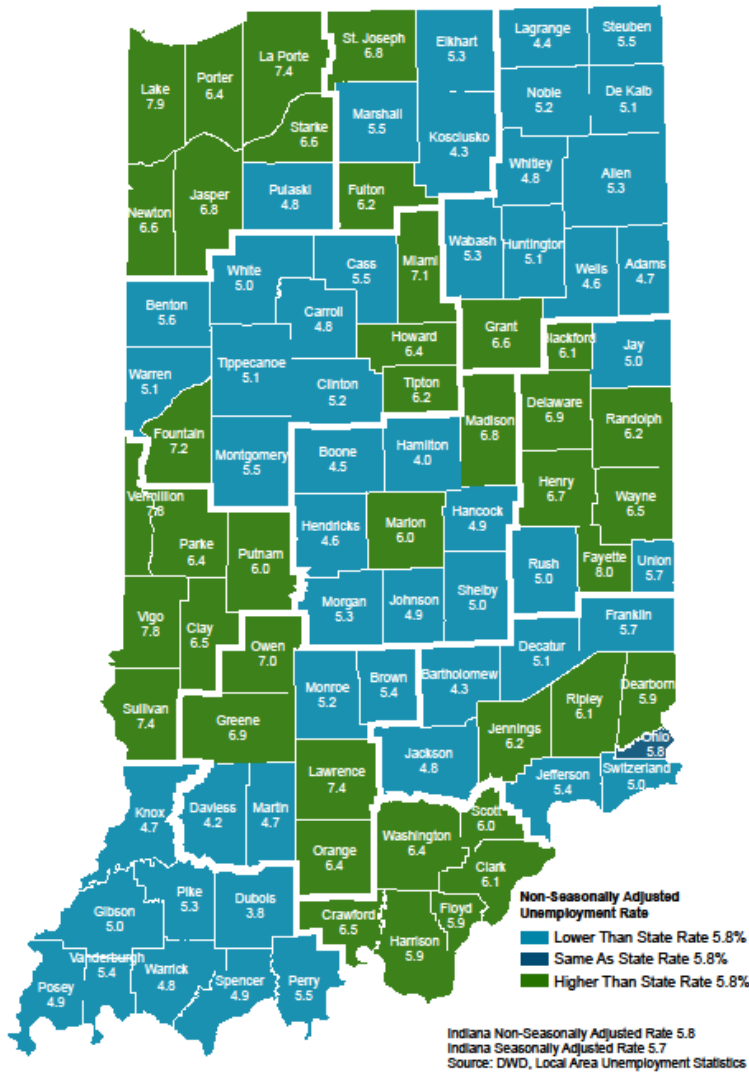 St. Joseph
6.8
Elkhart
5.3
Lagrange
4.4
Steuben
5.5
La Porte
7.4
Porter
6.4
Lake
7.9
Noble
5.2
De Kalb
5.1
Marshall
5.5
Starke
6.6
Kosciusko
4.3
Whitley
4.8
Allen
5.3
Jasper
6.8
Pulaski
4.8
Fulton
6.2
Newton
6.6
Wabash
5.3
Huntington
5.1
Wells
4.6
Adams
4.7
White
5.0
Cass
5.5
Miami
7.1
Benton
5.6
Carroll
4.8
Grant
6.6
Blackford
6.1
Jay
5.0
Howard
6.4
Warren
5.1
Tippecanoe
5.1
Clinton
5.2
Tipton
6.2
Madison
6.8
Delaware
6.9
Randolph
6.2
Fountain
7.2
Montgomery
5.5
Boone
4.5
Hamilton
4.0
Henry
6.7
Wayne
6.5
Vermillion
7.8
Parke
6.4
Putnam
6.0
Hendricks
4.6
Marion
6.0
Hancock
4.9
Rush
5.0
Fayette
8.0
Union
5.7
Vigo
7.8
Clay
6.5
Morgan
5.3
Johnson
4.9
Shelby
5.0
Franklin
5.7
Owen
7.0
Decatur
5.1
Sullivan
7.4
Greene
6.9
Monroe
5.2
Brown
5.4
Bartholomew
4.3
Jennings
6.2
Ripley
6.1
Dearborn
5.9
Ohio
5.8
Jackson
4.8
Jefferson
5.4
Switzerland
5.0
Lawrence
7.4
Knox
4.7
Daviess
4.2
Martin
4.7
Orange
6.4
Washington
6.4
Scott
6.0
Clark
6.1
Floyd
5.9
Pike
5.3
Dubois
3.8
Gibson
5.0
Crawford
6.5
Harrison
5.9
Vanderburgh
5.4
Posey
4.9
Warrick
4.8
Spencer
4.9
Perry
5.5
Non-Seasonally Adjusted
Unemployment Rate
Lower Than State Rate 5.8%
Same As State Rate 5.8%
Higher Than State Rate 5.8%
Indiana Non-Seasonally Adjusted Rate 5.8
Indiana Seasonally Adjusted Rate 5.7
Source: DWD, Local Area Unemployment Statistics